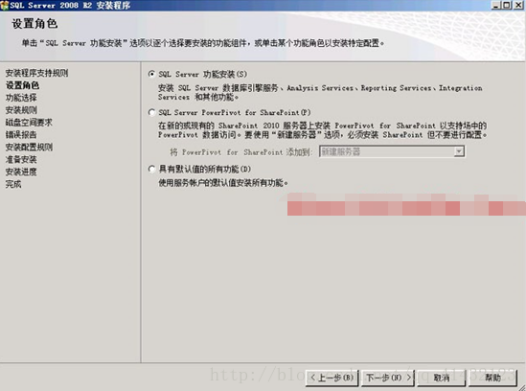 SQL Server 2008 R2 安装程序
设置角色
单击“SQL Server 功能安装”选项以逐个选择要安装的功能组件，或单击某个功能角色以安装特定配置。
安装程序支持规则
设置角色
功能选择
安装规则
磁盘空间要求
错误报告
安装配置规则
准备安装
安装进度
完成
SQL Server 功能安装(S)
安装 SQL Server 数据库引擎服务、Analysis Services、Reporting Services、Integration
Services 和其他功能。
SQL Server PowerPivot for SharePoint(P)
在新的或现有的 SharePoint 2010 服务器上安装 PowerPivot for SharePoint 以支持场中的
PowerPivot 数据访问。要使用“新建服务器”选项，必须安装 SharePoint 但不要进行配置。
将 PowerPivot for SharePoint 添加到:
新建服务器
具有默认值的所有功能(D)
使用服务帐户的默认值安装所有功能。
< 上一步(B)
下一步(N) >
取消
帮助